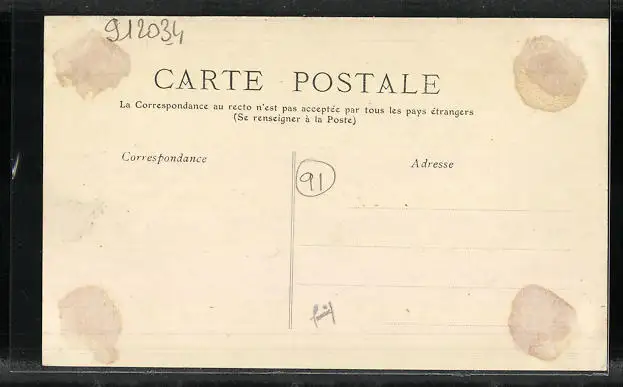 912034
CARTE POSTALE
La Correspondance au recto n'est pas acceptée par tous les pays étrangers
(Se renseigner à la Poste)
Correspondance
Adresse
91